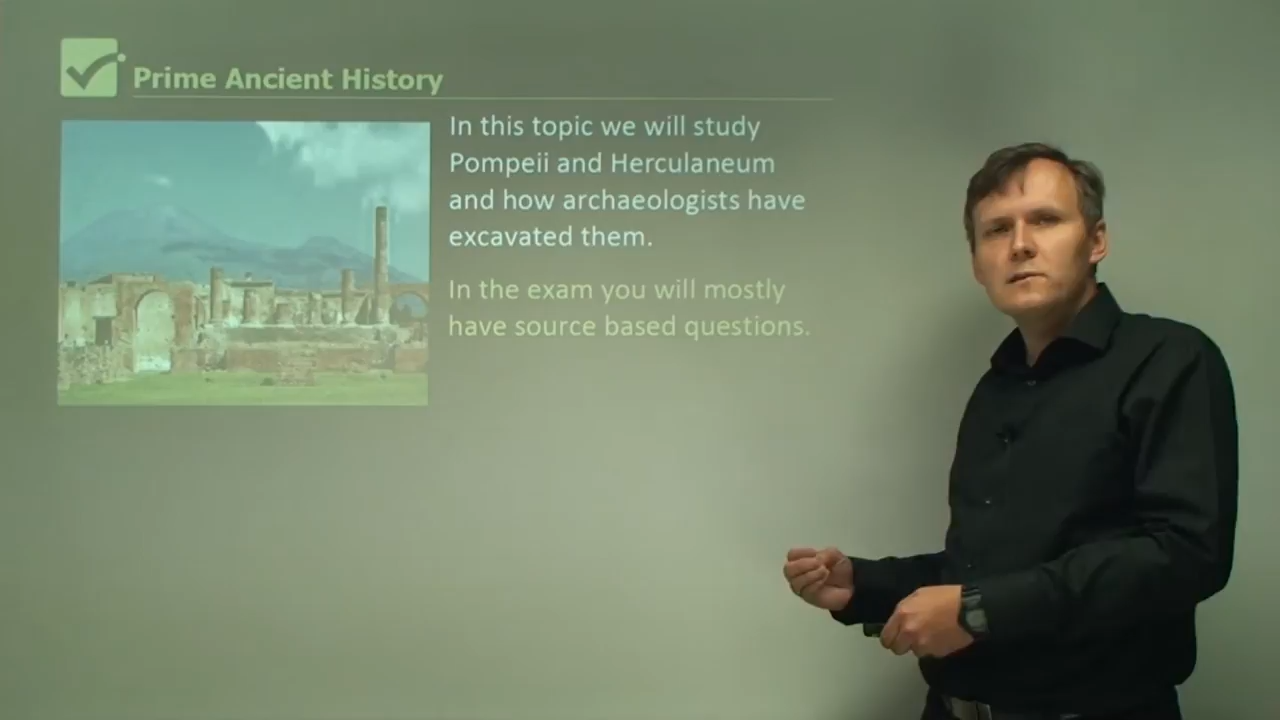 Prime Ancient History
In this topic we will study
Pompeii and Herculaneum
and how archaeologists have
excavated them.
In the exam you will mostly
have source based questions.